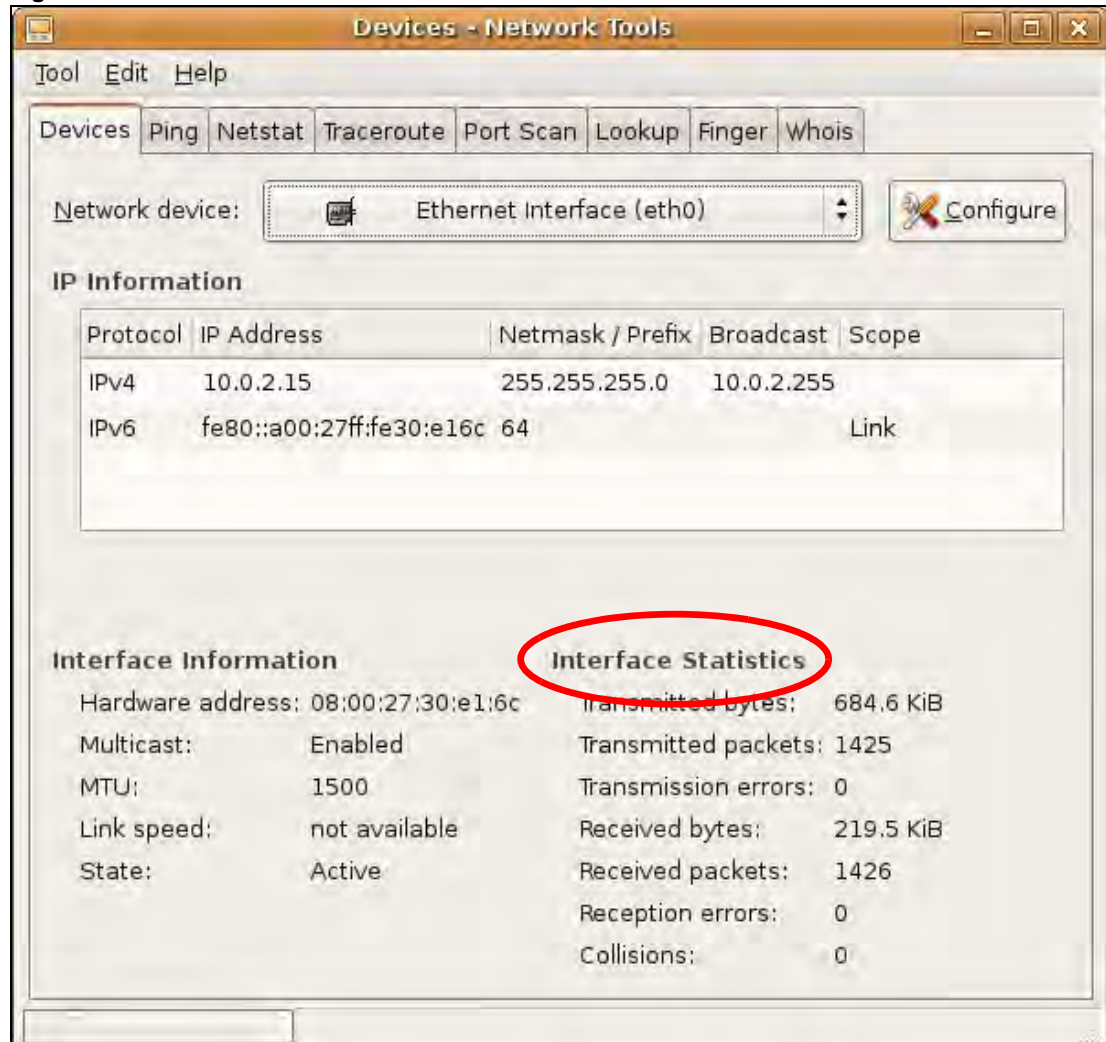 Devices - Network Tools
Tool Edit Help
Devices Ping Netstat Traceroute Port Scan Lookup Finger Whois
Network device: Ethernet Interface (eth0) Configure
IP Information
Protocol IP Address Netmask / Prefix Broadcast Scope
IPv4 10.0.2.15 255.255.255.0 10.0.2.255
IPv6 fe80::a00:27ff:fe30:e16c 64 Link
Interface Information
Hardware address: 08:00:27:30:e1:6c
Multicast: Enabled
MTU: 1500
Link speed: not available
State: Active
Interface Statistics
Transmitted bytes: 684.6 KiB
Transmitted packets: 1425
Transmission errors: 0
Received bytes: 219.5 KiB
Received packets: 1426
Reception errors: 0
Collisions: 0